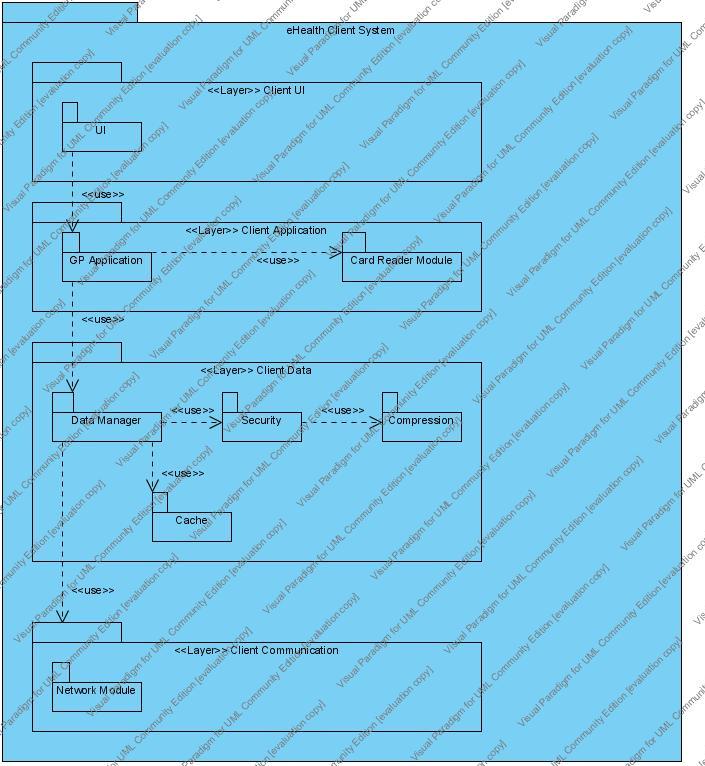 eHealth Client System
<<Layer>> Client UI
UI
<<use>>
<<Layer>> Client Application
GP Application
<<use>>
Card Reader Module
<<use>>
<<Layer>> Client Data
Data Manager
<<use>>
Security
<<use>>
Compression
<<use>>
Cache
<<use>>
<<Layer>> Client Communication
Network Module
Visual Paradigm for UML Community Edition [evaluation copy]